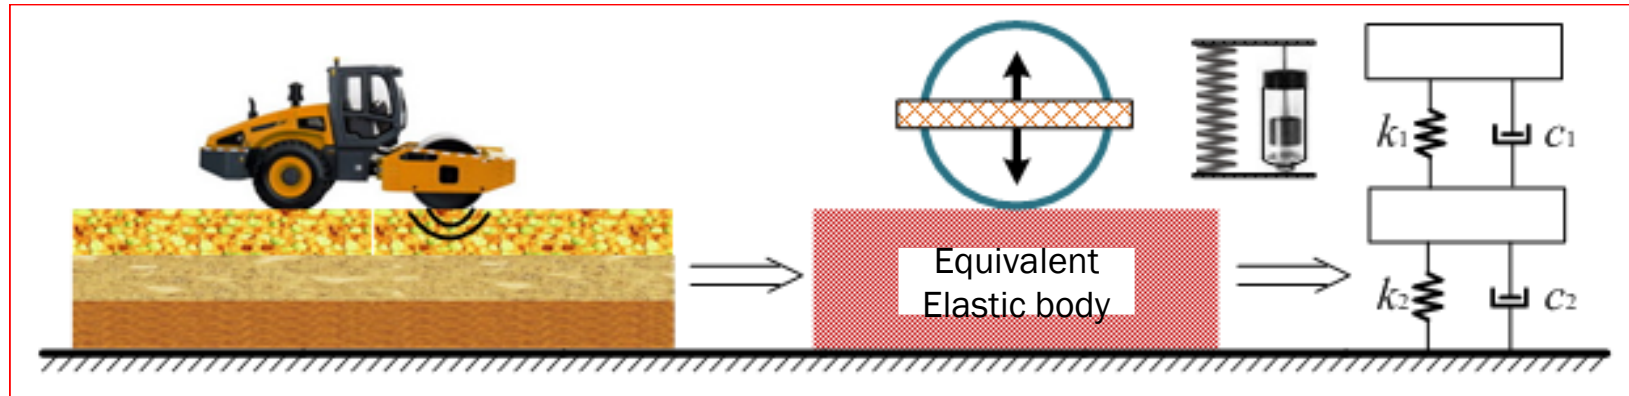 Equivalent
Elastic body
k1
c1
k2
c2